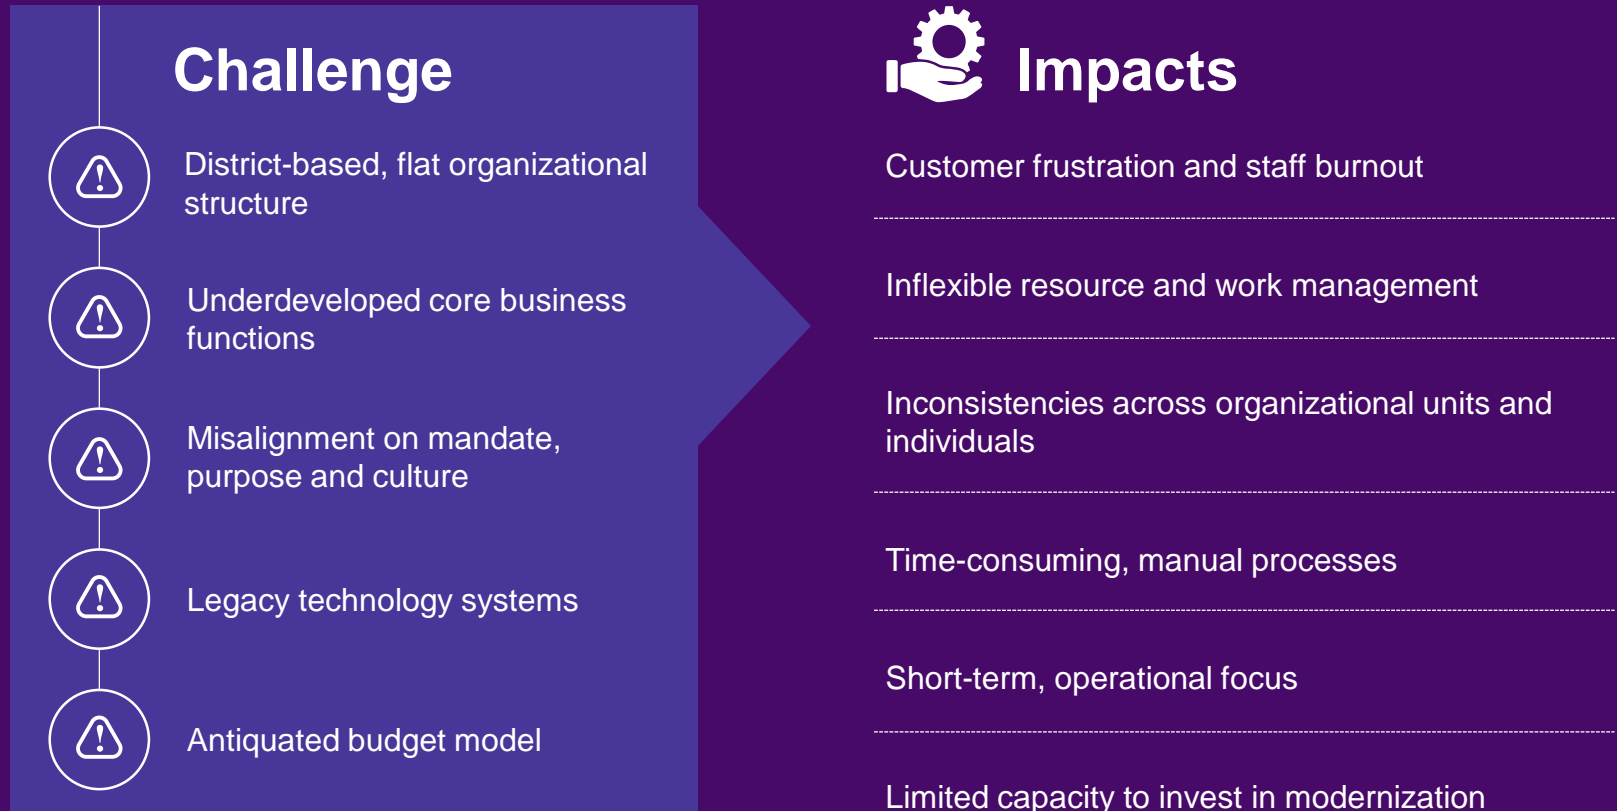 Challenge
District-based, flat organizational
structure
Underdeveloped core business
functions
Misalignment on mandate,
purpose and culture
Legacy technology systems
Antiquated budget model
Impacts
Customer frustration and staff burnout
Inflexible resource and work management
Inconsistencies across organizational units and
individuals
Time-consuming, manual processes
Short-term, operational focus
Limited capacity to invest in modernization